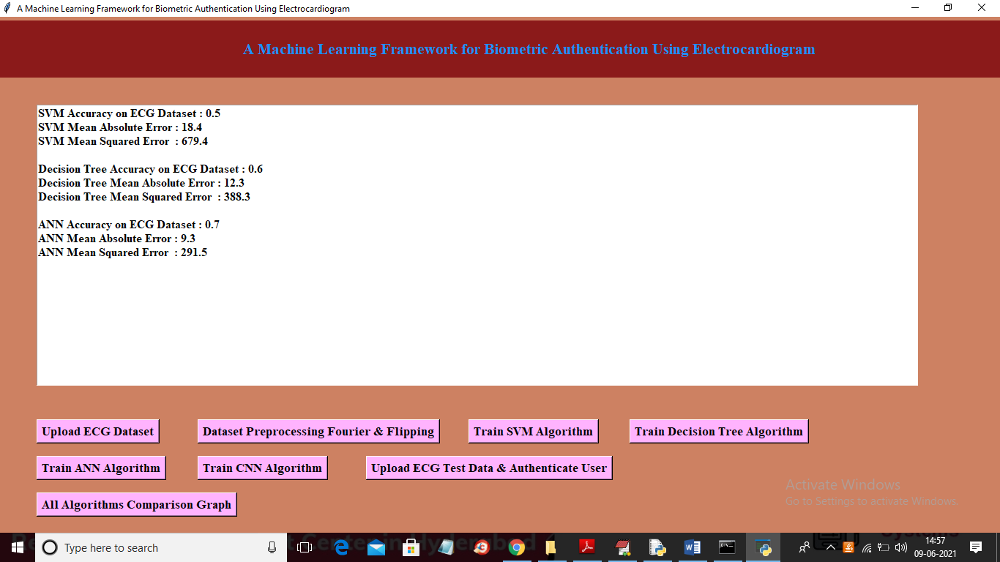 A Machine Learning Framework for Biometric Authentication Using Electrocardiogram
A Machine Learning Framework for Biometric Authentication Using Electrocardiogram
SVM Accuracy on ECG Dataset : 0.5
SVM Mean Absolute Error : 18.4
SVM Mean Squared Error  : 679.4
Decision Tree Accuracy on ECG Dataset : 0.6
Decision Tree Mean Absolute Error : 12.3
Decision Tree Mean Squared Error  : 388.3
ANN Accuracy on ECG Dataset : 0.7
ANN Mean Absolute Error : 9.3
ANN Mean Squared Error  : 291.5
Upload ECG Dataset
Dataset Preprocessing Fourier & Flipping
Train SVM Algorithm
Train Decision Tree Algorithm
Train ANN Algorithm
Train CNN Algorithm
Upload ECG Test Data & Authenticate User
All Algorithms Comparison Graph
Activate Windows
Go to Settings to activate Windows.
Type here to search
Center in Hyderabad
Systems
14:57
09-06-2021